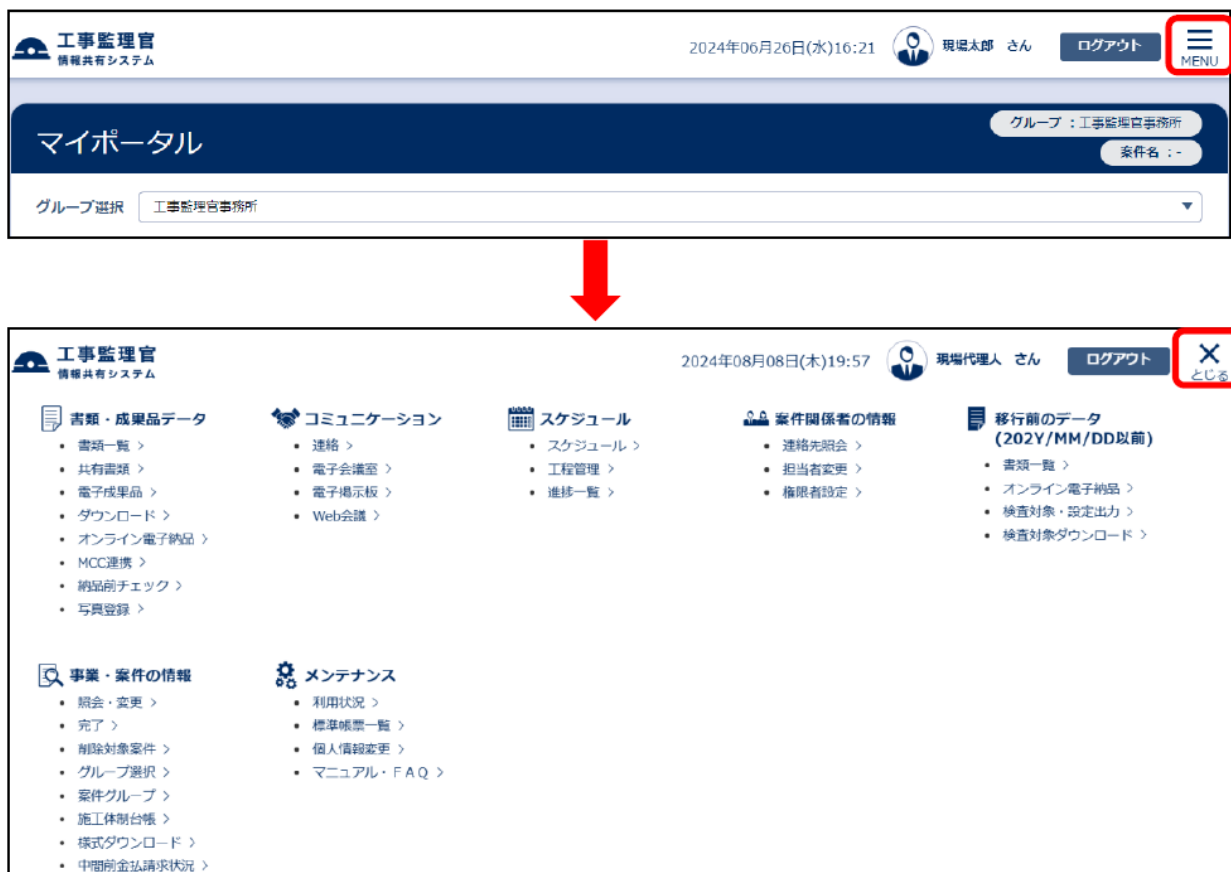 工事監理官
情報共有システム
2024年06月26日(水)16:21
現場太郎 さん
ログアウト
MENU
マイポータル
グループ :工事監理官事務所
案件名 :-
グループ選択
工事監理官事務所
工事監理官
情報共有システム
2024年08月08日(木)19:57
現場代理人 さん
ログアウト
とじる
書類・成果品データ
• 書類一覧 >
• 共有書類 >
• 電子成果品 >
• ダウンロード >
• オンライン電子納品 >
• MCC連携 >
• 納品前チェック >
• 写真登録 >
コミュニケーション
• 連絡 >
• 電子会議室 >
• 電子掲示板 >
• Web会議 >
スケジュール
• スケジュール >
• 工程管理 >
• 進捗一覧 >
案件関係者の情報
• 連絡先照会 >
• 担当者変更 >
• 権限者設定 >
移行前のデータ
(202Y/MM/DD以前)
• 書類一覧 >
• オンライン電子納品 >
• 検査対象・設定出力 >
• 検査対象ダウンロード >
事業・案件の情報
• 照会・変更 >
• 完了 >
• 削除対象案件 >
• グループ選択 >
• 案件グループ >
• 施工体制台帳 >
• 様式ダウンロード >
• 中間前金払請求状況 >
メンテナンス
• 利用状況 >
• 標準帳票一覧 >
• 個人情報変更 >
• マニュアル・FAQ >